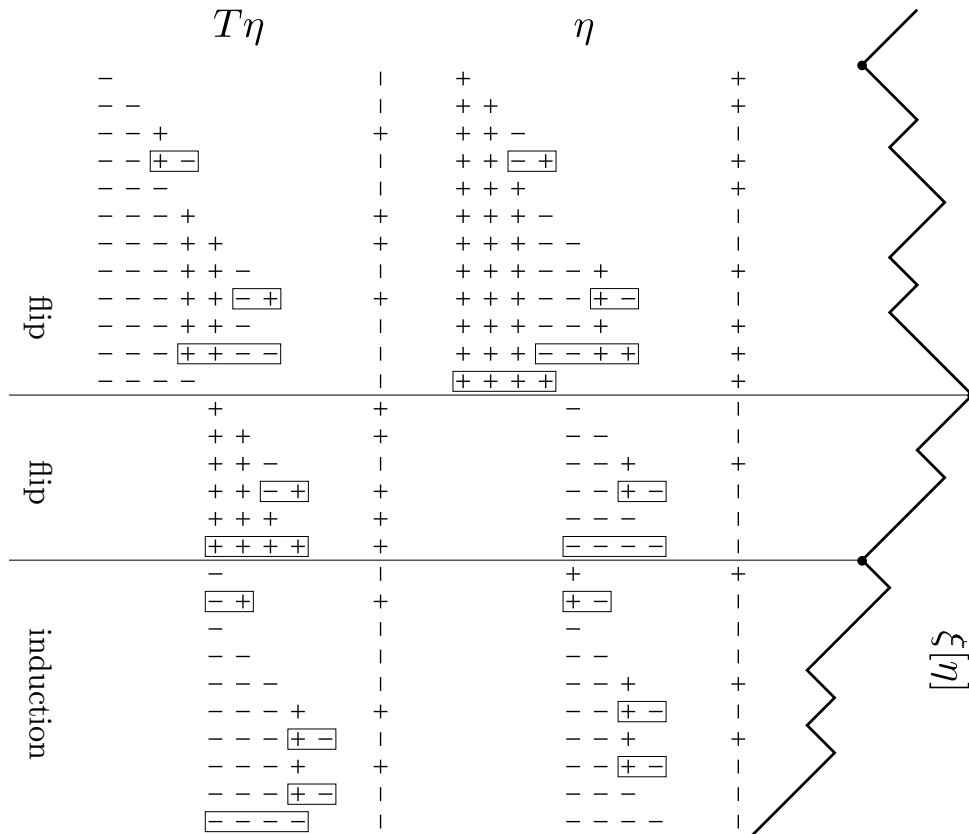 Tη η
− | + +
− − | + + +
− − + + + + − |
− − + − | + + − + +
− − − | + + + +
− − − + + + + + − |
− − − + + + + + + − − |
− − − + + − | + + + − − + +
− − − + + − + + + + + − − + − |
− − − + + − | + + + − − + |
− − − + + − − | + + + − − + + +
− − − − | + + + + +
flip
+ + − |
+ + + − − |
+ + − | − − + +
+ + − + + − − + − |
+ + + + − − − |
+ + + + + − − − − |
flip
− | + +
− + + + − |
− | − |
− − | − − |
− − − | − − + +
− − − + + − − + − |
− − − + − | − − + +
− − − + + − − + − |
− − − + − | − − − − |
− − − − | − − − − |
induction
ξ[η]